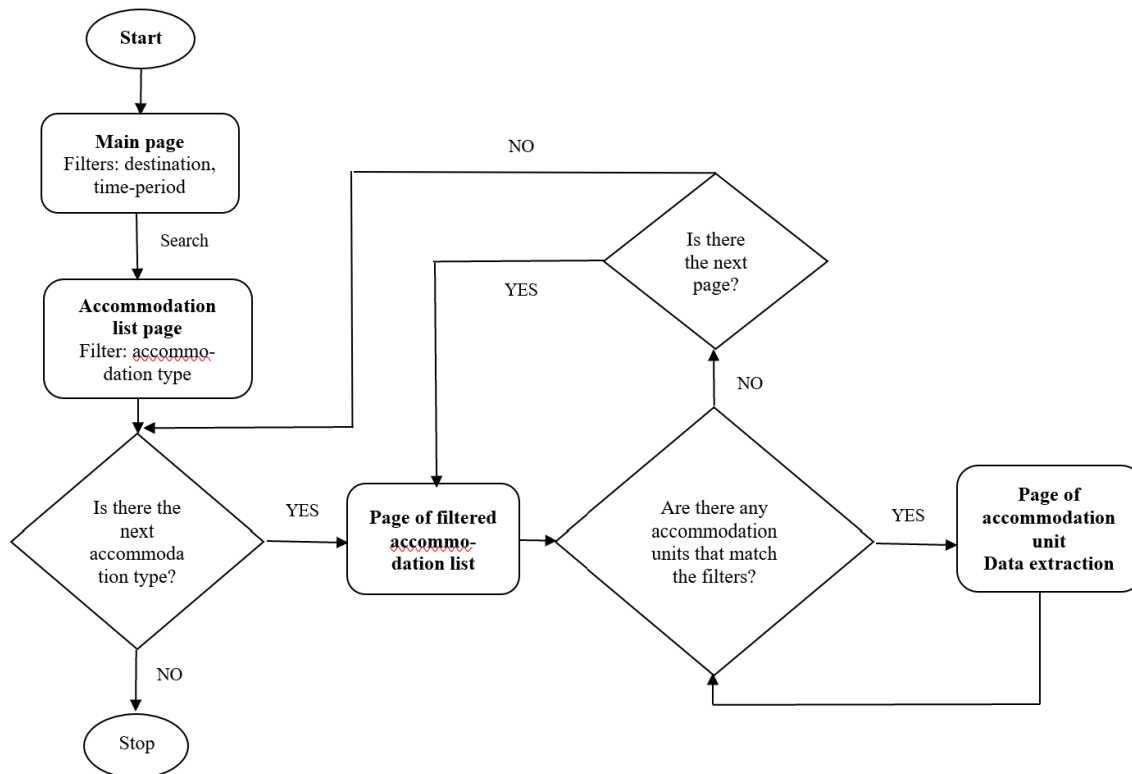 Start
Main page
Filters: destination,
time-period
Search
Accommodation
list page
Filter: accommo-
dation type
Is there the
next
accommoda
tion type?
YES
NO
Stop
Page of filtered
accommo-
dation list
Are there any
accommodation
units that match
the filters?
YES
Page of
accommodation
unit
Data extraction
NO
Is there
the next
page?
YES
NO